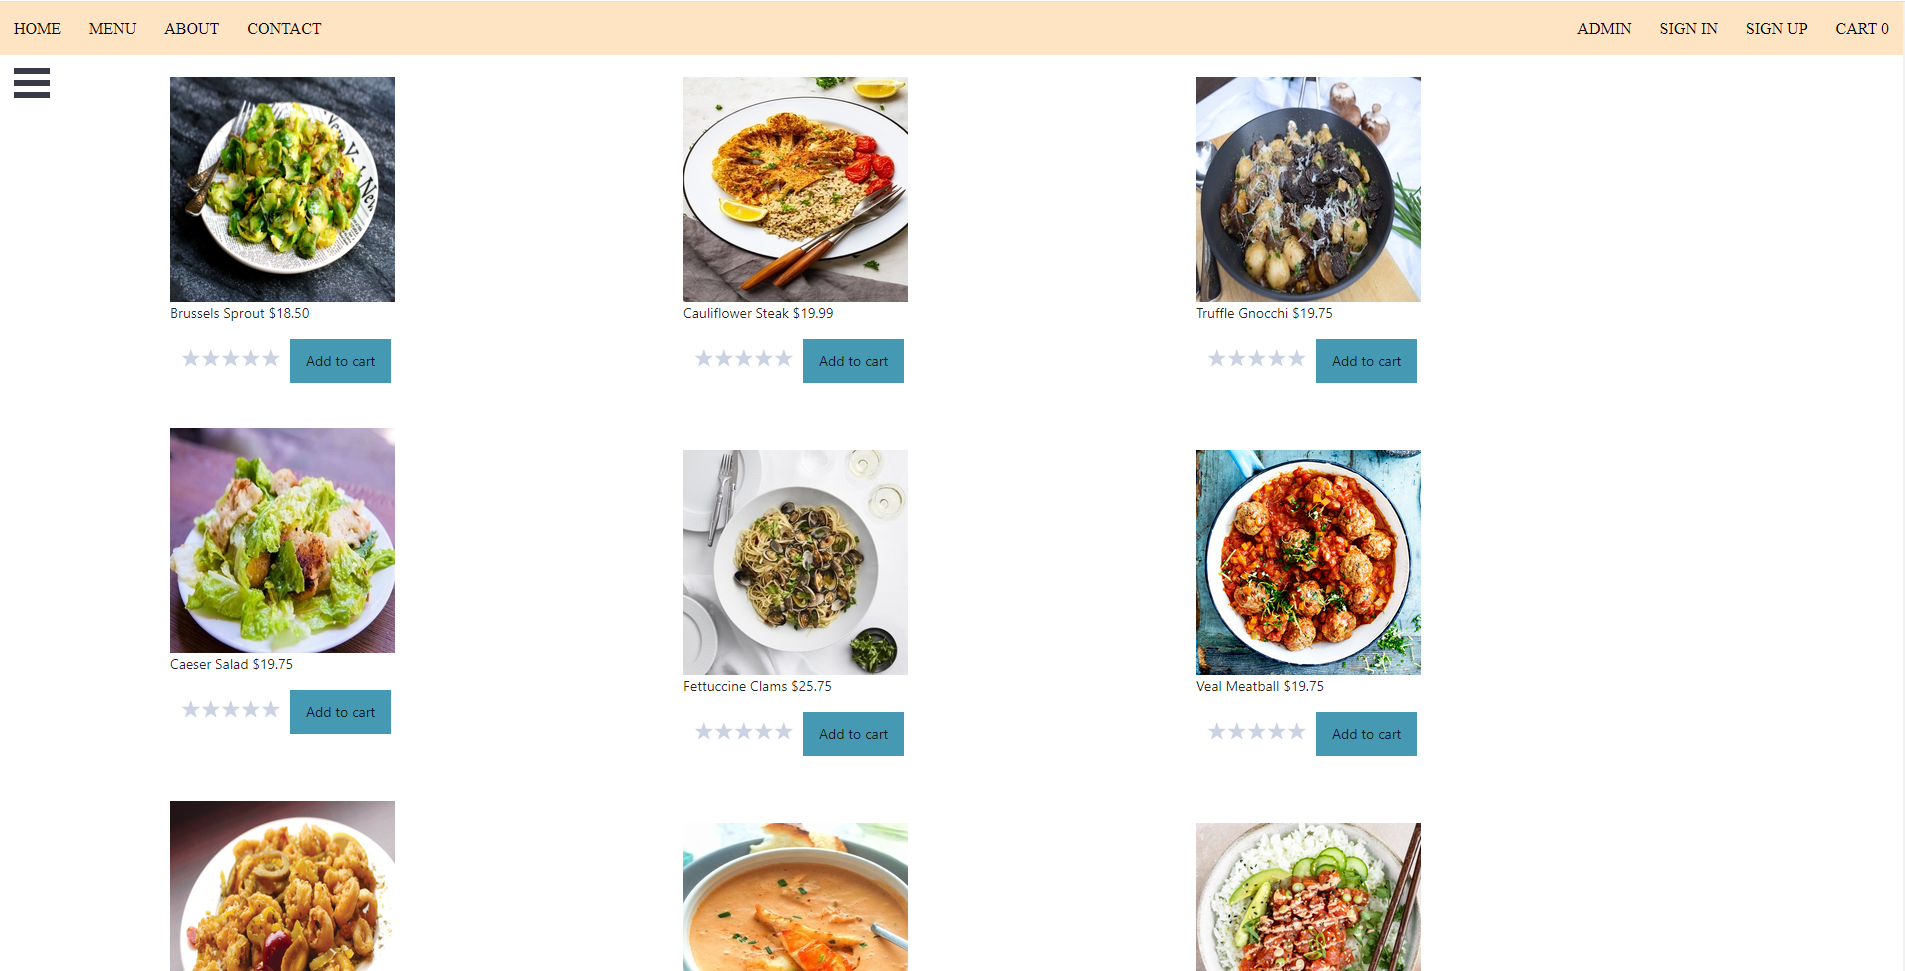 HOME MENU ABOUT CONTACT ADMIN SIGN IN SIGN UP CART 0
Brussels Sprout $18.50
Add to cart
Cauliflower Steak $19.99
Add to cart
Truffle Gnocchi $19.75
Add to cart
Caeser Salad $19.75
Add to cart
Fettuccine Clams $25.75
Add to cart
Veal Meatball $19.75
Add to cart